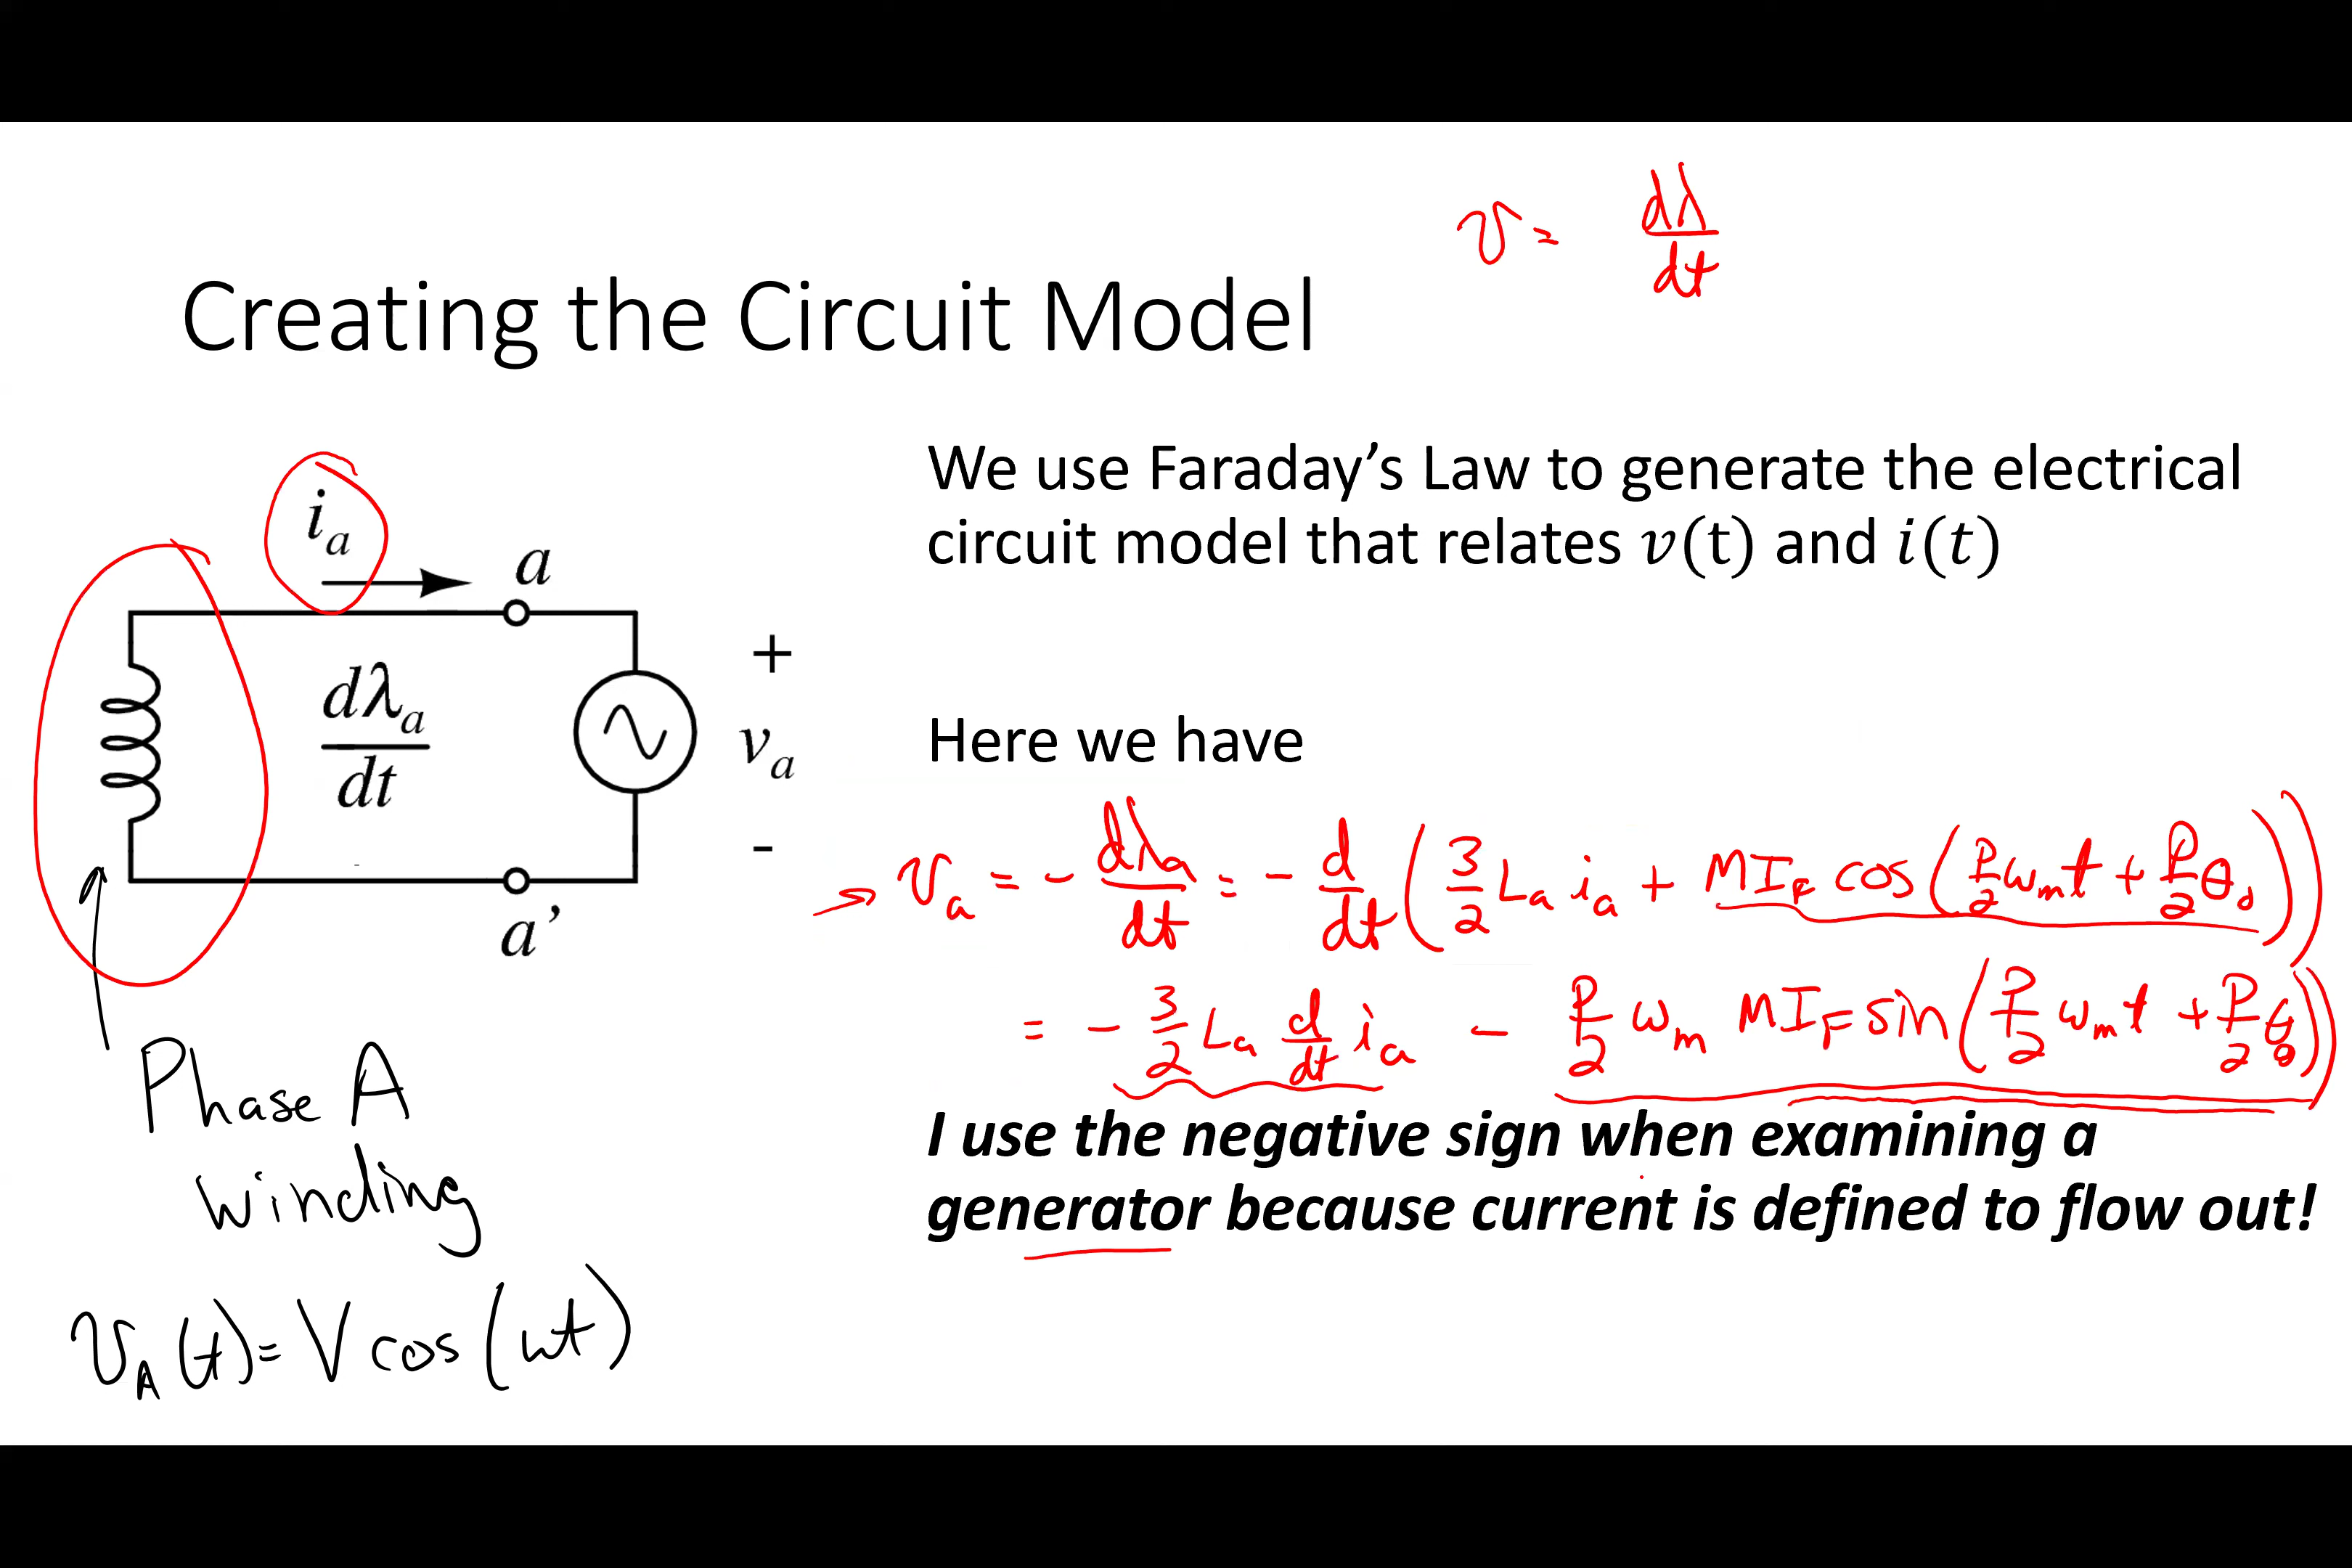 v = dλ/dt
Creating the Circuit Model
We use Faraday's Law to generate the electrical
circuit model that relates v(t) and i(t)
i_a
a
+
dλ_a/dt
v_a
-
a'
Here we have
→ v_a = - dλ_a/dt = - d/dt (3/2 L_a i_a + M I_F cos(P/2 ω_m t + P/2 θ_0))
= - 3/2 L_a d/dt i_a - P/2 ω_m M I_F sin(P/2 ω_m t + P/2 θ_0)
I use the negative sign when examining a
generator because current is defined to flow out!
Phase A
winding
v_A(t) = V cos(ωt)